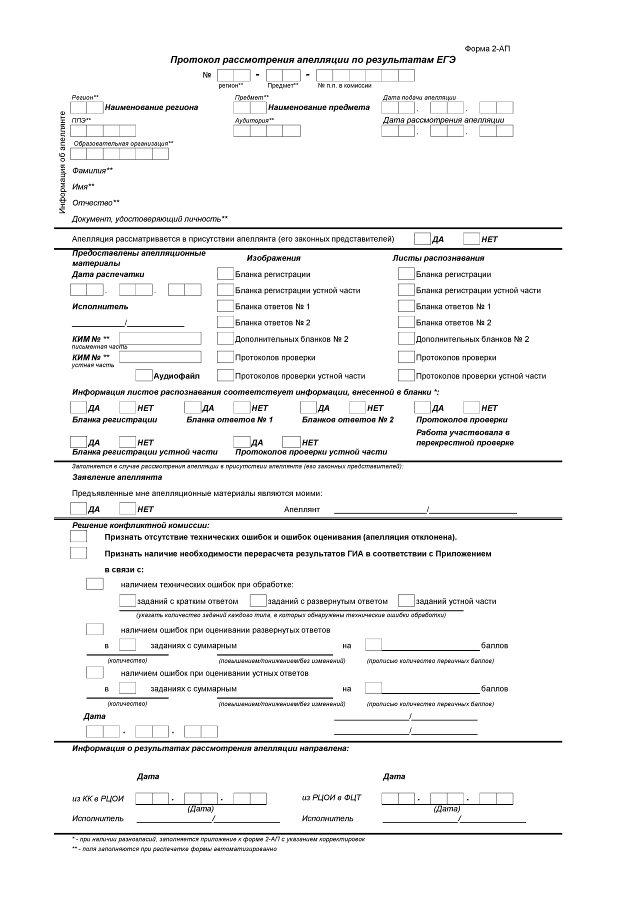 Форма 2-АП
Протокол рассмотрения апелляции по результатам ЕГЭ
№ - -
регион** Предмет** № п.п. в комиссии
Информация об апеллянте
Регион** Предмет** Дата подачи апелляции
Наименование региона Наименование предмета . .
ППЭ** Аудитория** Дата рассмотрения апелляции
. .
Образовательная организация**
Фамилия**
Имя**
Отчество**
Документ, удостоверяющий личность**
Апелляция рассматривается в присутствии апеллянта (его законных представителей) ДА НЕТ
Предоставлены апелляционные
материалы
Изображения Листы распознавания
Дата распечатки Бланка регистрации Бланка регистрации
. . Бланка регистрации устной части Бланка регистрации устной части
Исполнитель Бланка ответов № 1 Бланка ответов № 1
/ Бланка ответов № 2 Бланка ответов № 2
КИМ № ** Дополнительных бланков № 2 Дополнительных бланков № 2
письменная часть
КИМ № ** Протоколов проверки Протоколов проверки
устная часть
Аудиофайл Протоколов проверки устной части Протоколов проверки устной части
Информация листов распознавания соответствует информации, внесенной в бланки *:
ДА НЕТ ДА НЕТ ДА НЕТ ДА НЕТ
Бланка регистрации Бланка ответов № 1 Бланков ответов № 2 Протоколов проверки
ДА НЕТ ДА НЕТ Работа участвовала в
перекрестной проверке
Бланка регистрации устной части Протоколов проверки устной части
Заполняется в случае рассмотрения апелляции в присутствии апеллянта (его законных представителей):
Заявление апеллянта
Предъявленные мне апелляционные материалы являются моими:
ДА НЕТ Апеллянт /
Решение конфликтной комиссии:
Признать отсутствие технических ошибок и ошибок оценивания (апелляция отклонена).
Признать наличие необходимости перерасчета результатов ГИА в соответствии с Приложением
в связи с:
наличием технических ошибок при обработке:
заданий с кратким ответом заданий с развернутым ответом заданий устной части
(указать количество заданий каждого типа, в которых обнаружены технические ошибки обработки)
наличием ошибок при оценивании развернутых ответов
в заданиях с суммарным на баллов
(количество) (повышением/понижением/без изменений) (прописью количество первичных баллов)
наличием ошибок при оценивании устных ответов
в заданиях с суммарным на баллов
(количество) (повышением/понижением/без изменений) (прописью количество первичных баллов)
Дата /
. . /
Информация о результатах рассмотрения апелляции направлена:
Дата Дата
из КК в РЦОИ . . из РЦОИ в ФЦТ . .
(Дата) (Дата)
Исполнитель / Исполнитель /
* - при наличии разногласий, заполняется приложение к форме 2-АП с указанием корректировок
** - поля заполняются при распечатке формы автоматизированно